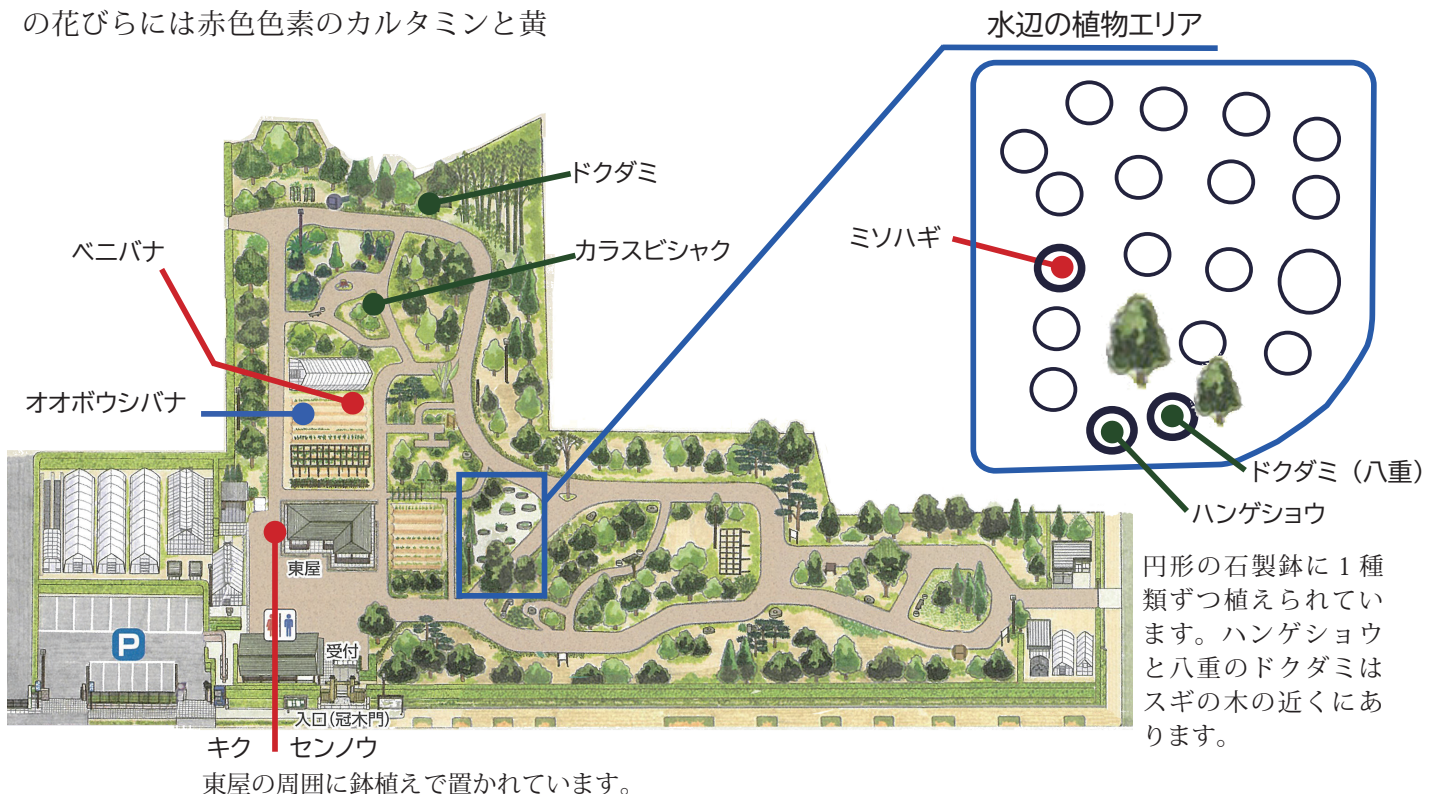 の花びらには赤色色素のカルタミンと黄
水辺の植物エリア
ドクダミ
ベニバナ
カラスビシャク
ミソハギ
オオボウシバナ
ドクダミ（八重）
ハンゲショウ
東屋
円形の石製鉢に 1 種
類ずつ植えられてい
ます。ハンゲショウ
と八重のドクダミは
スギの木の近くにあ
ります。
P
受付
入口(冠木門)
キク センノウ
東屋の周囲に鉢植えで置かれています。